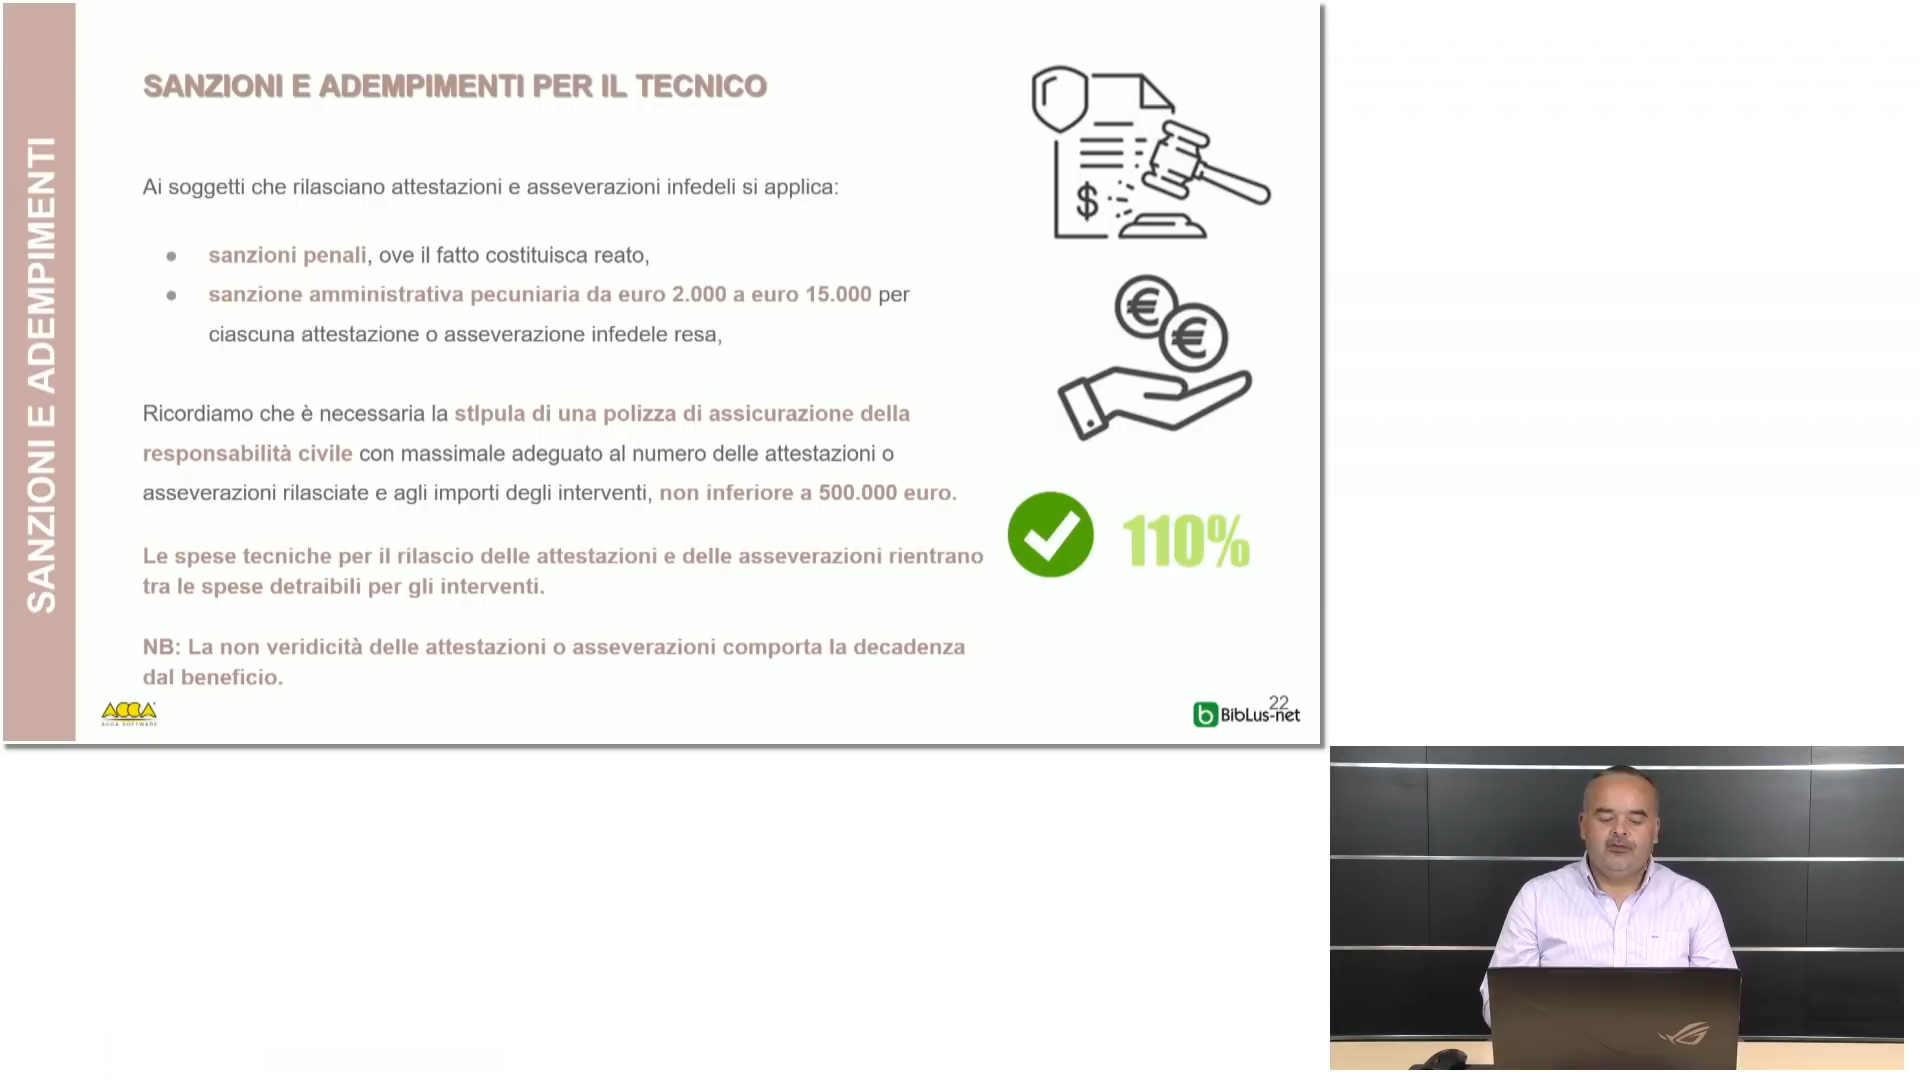 SANZIONI E ADEMPIMENTI
SANZIONI E ADEMPIMENTI PER IL TECNICO
Ai soggetti che rilasciano attestazioni e asseverazioni infedeli si applica:
● sanzioni penali, ove il fatto costituisca reato,
● sanzione amministrativa pecuniaria da euro 2.000 a euro 15.000 per
ciascuna attestazione o asseverazione infedele resa,
Ricordiamo che è necessaria la stlpula di una polizza di assicurazione della
responsabilità civile con massimale adeguato al numero delle attestazioni o
asseverazioni rilasciate e agli importi degli interventi, non inferiore a 500.000 euro.
Le spese tecniche per il rilascio delle attestazioni e delle asseverazioni rientrano
tra le spese detraibili per gli interventi.
NB: La non veridicità delle attestazioni o asseverazioni comporta la decadenza
dal beneficio.
$
€
€
110%
ACCA
ACCA SOFTWARE
22
b BibLus-net